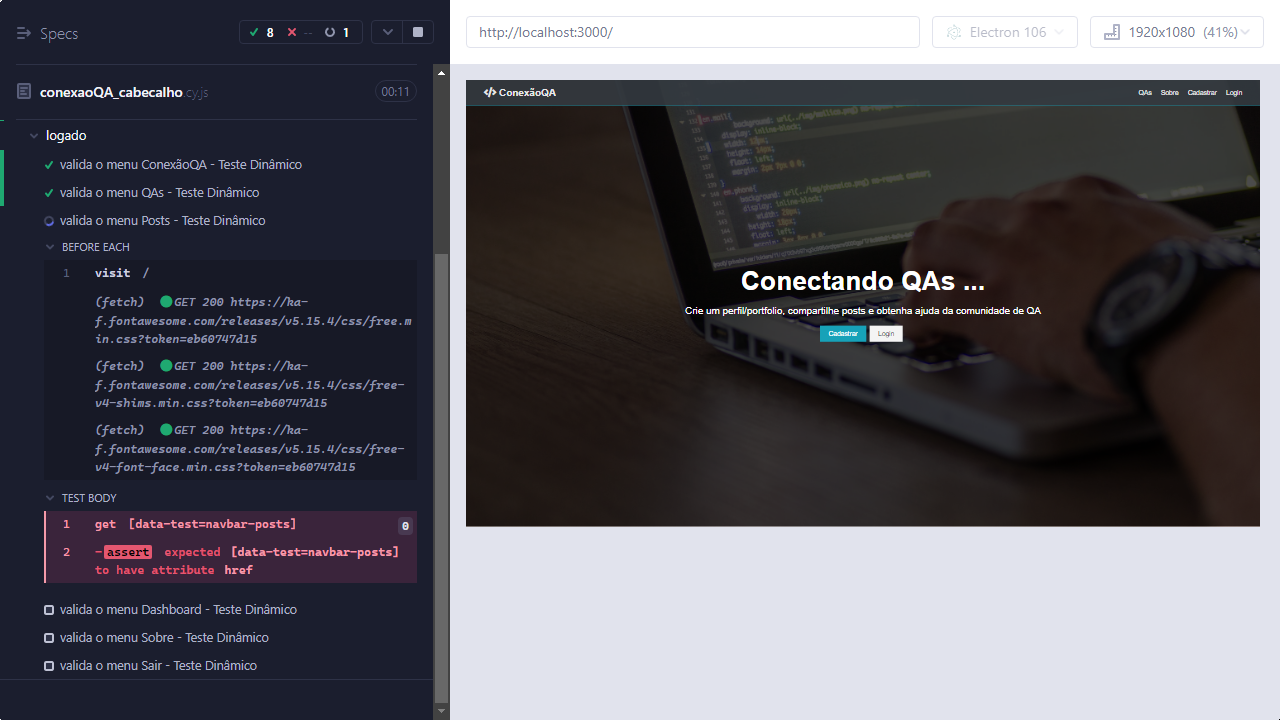 Specs
8
--
1
conexaoQA_cabecalho.cy.js
00:11
logado
valida o menu ConexãoQA - Teste Dinâmico
valida o menu QAs - Teste Dinâmico
valida o menu Posts - Teste Dinâmico
BEFORE EACH
1 visit /
(fetch) GET 200 https://ka-
f.fontawesome.com/releases/v5.15.4/css/free.m
in.css?token=eb60747d15
(fetch) GET 200 https://ka-
f.fontawesome.com/releases/v5.15.4/css/free-
v4-shims.min.css?token=eb60747d15
(fetch) GET 200 https://ka-
f.fontawesome.com/releases/v5.15.4/css/free-
v4-font-face.min.css?token=eb60747d15
TEST BODY
1 get [data-test=navbar-posts] 0
2 -assert expected [data-test=navbar-posts]
to have attribute href
valida o menu Dashboard - Teste Dinâmico
valida o menu Sobre - Teste Dinâmico
valida o menu Sair - Teste Dinâmico
http://localhost:3000/
Electron 106
1920x1080 (41%)
ConexãoQA
QAs Sobre Cadastrar Login
Conectando QAs ...
Crie um perfil/portfolio, compartilhe posts e obtenha ajuda da comunidade de QA
Cadastrar Login